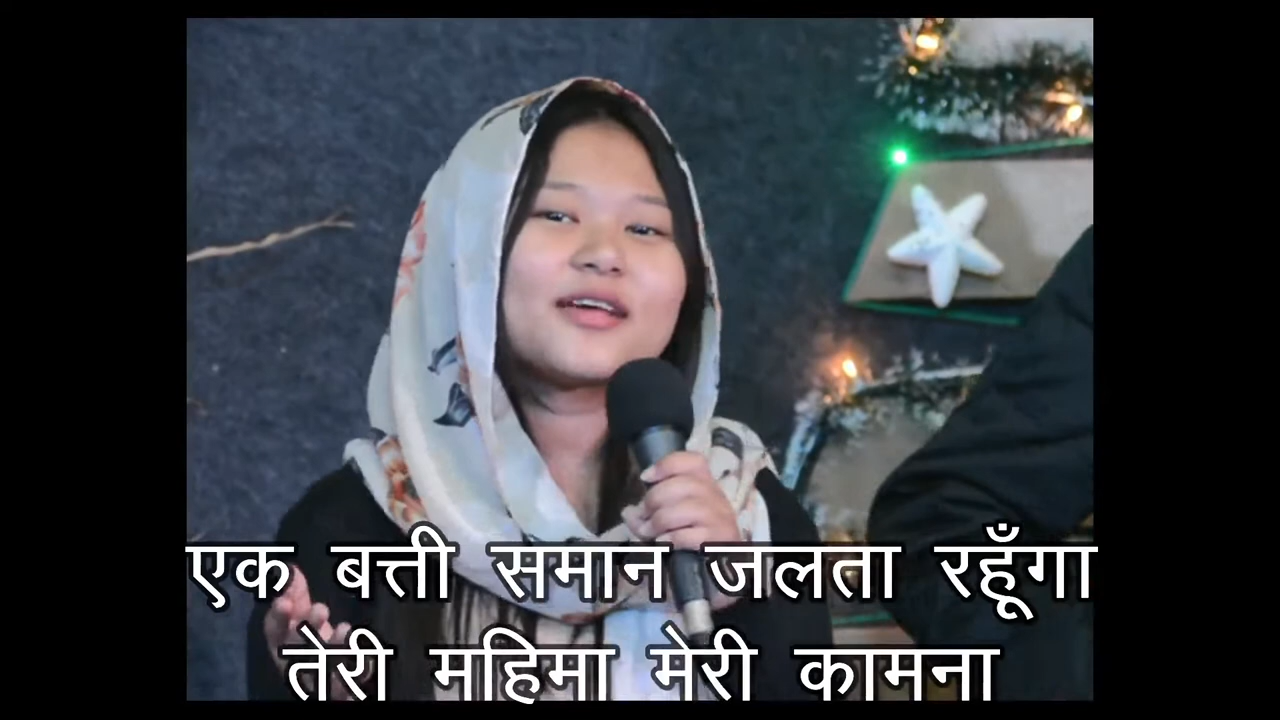 एक बत्ती समान जलता रहूँगा
तेरी महिमा मेरी कामना